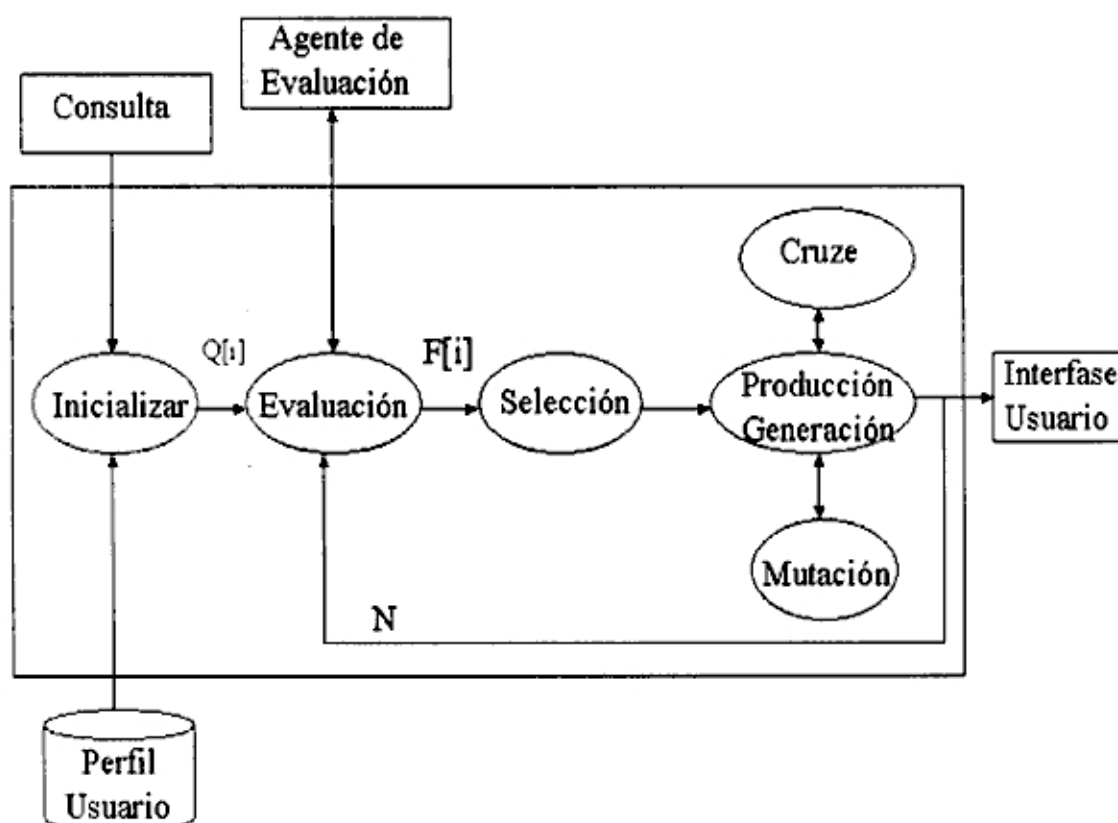 Agente de
Evaluación
Consulta
Cruze
Q[i]
F[i]
Inicializar
Evaluación
Selección
Producción
Generación
Interfase
Usuario
Mutación
N
Perfil
Usuario